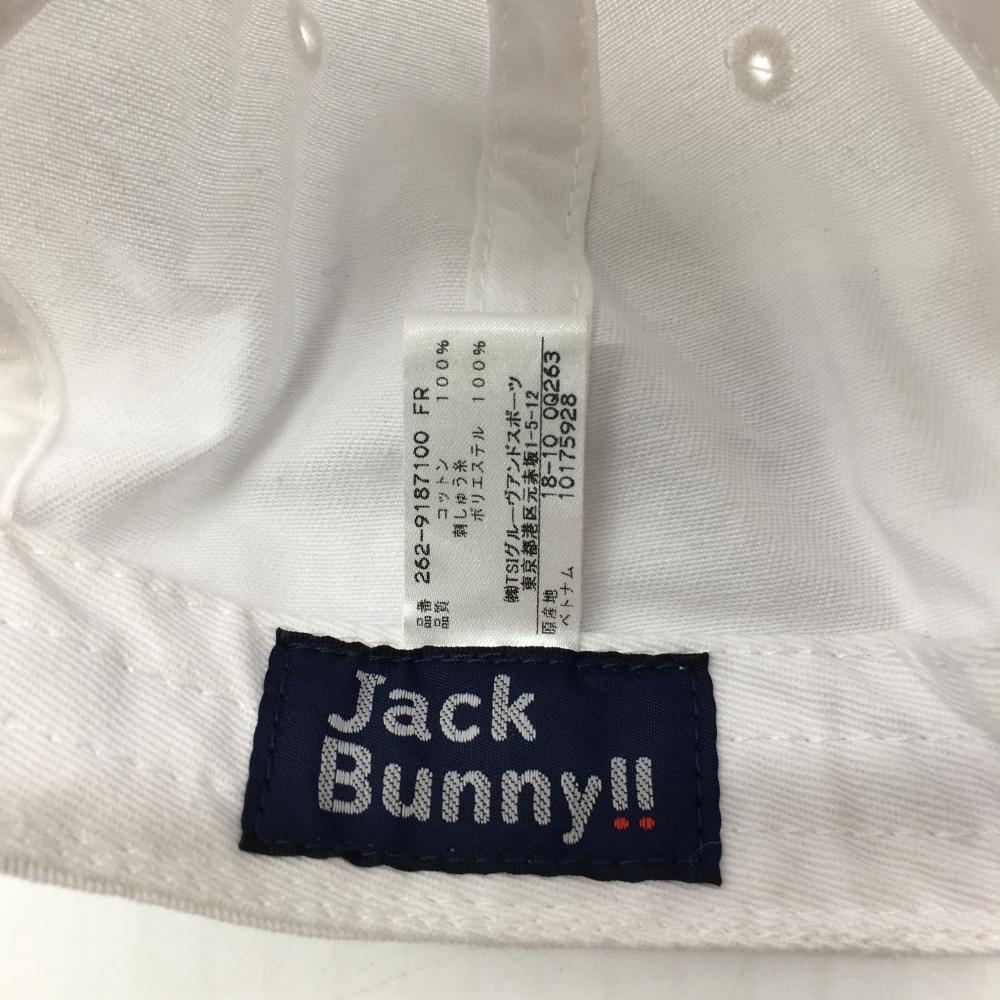 品番 262-9187100 FR
品質 コットン 100%
刺しゅう糸
ポリエステル 100%
㈱TSIグルーヴアンドスポーツ
東京都港区元赤坂1-5-12
原産地 18-10 0Q263
ベトナム 10175928
Jack
Bunny!!